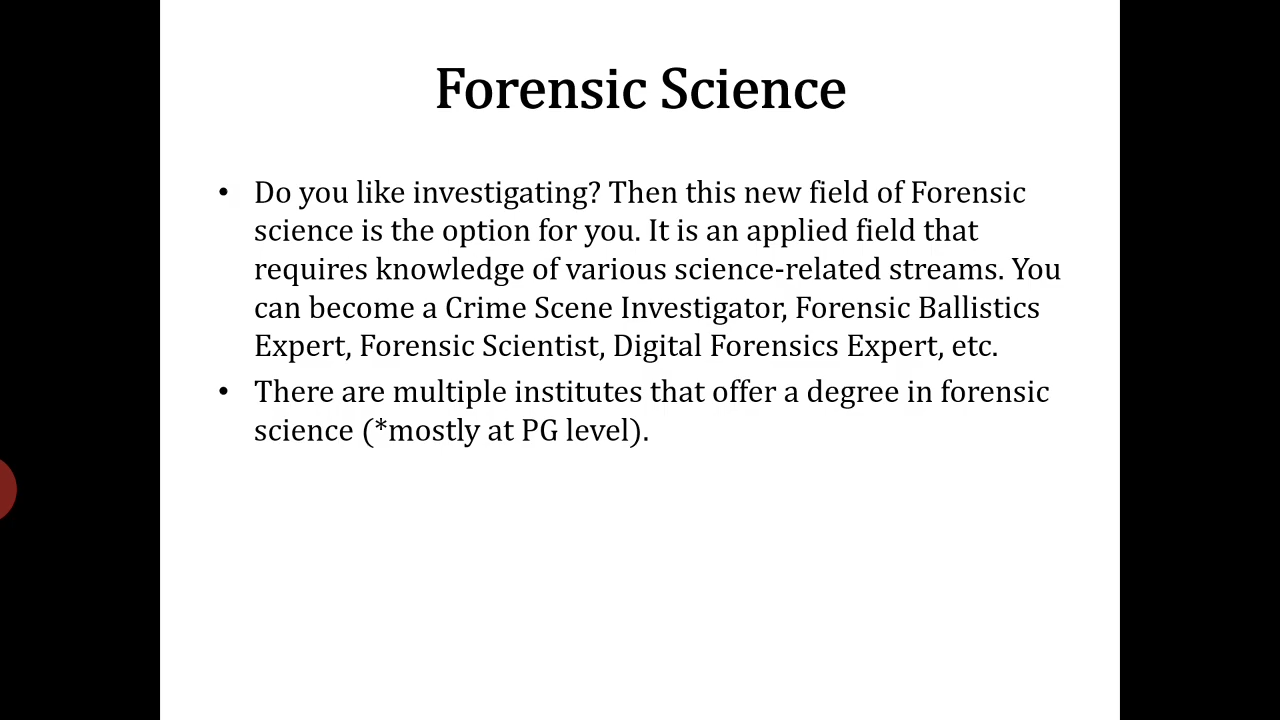 Forensic Science
• Do you like investigating? Then this new field of Forensic
science is the option for you. It is an applied field that
requires knowledge of various science-related streams. You
can become a Crime Scene Investigator, Forensic Ballistics
Expert, Forensic Scientist, Digital Forensics Expert, etc.
• There are multiple institutes that offer a degree in forensic
science (*mostly at PG level).